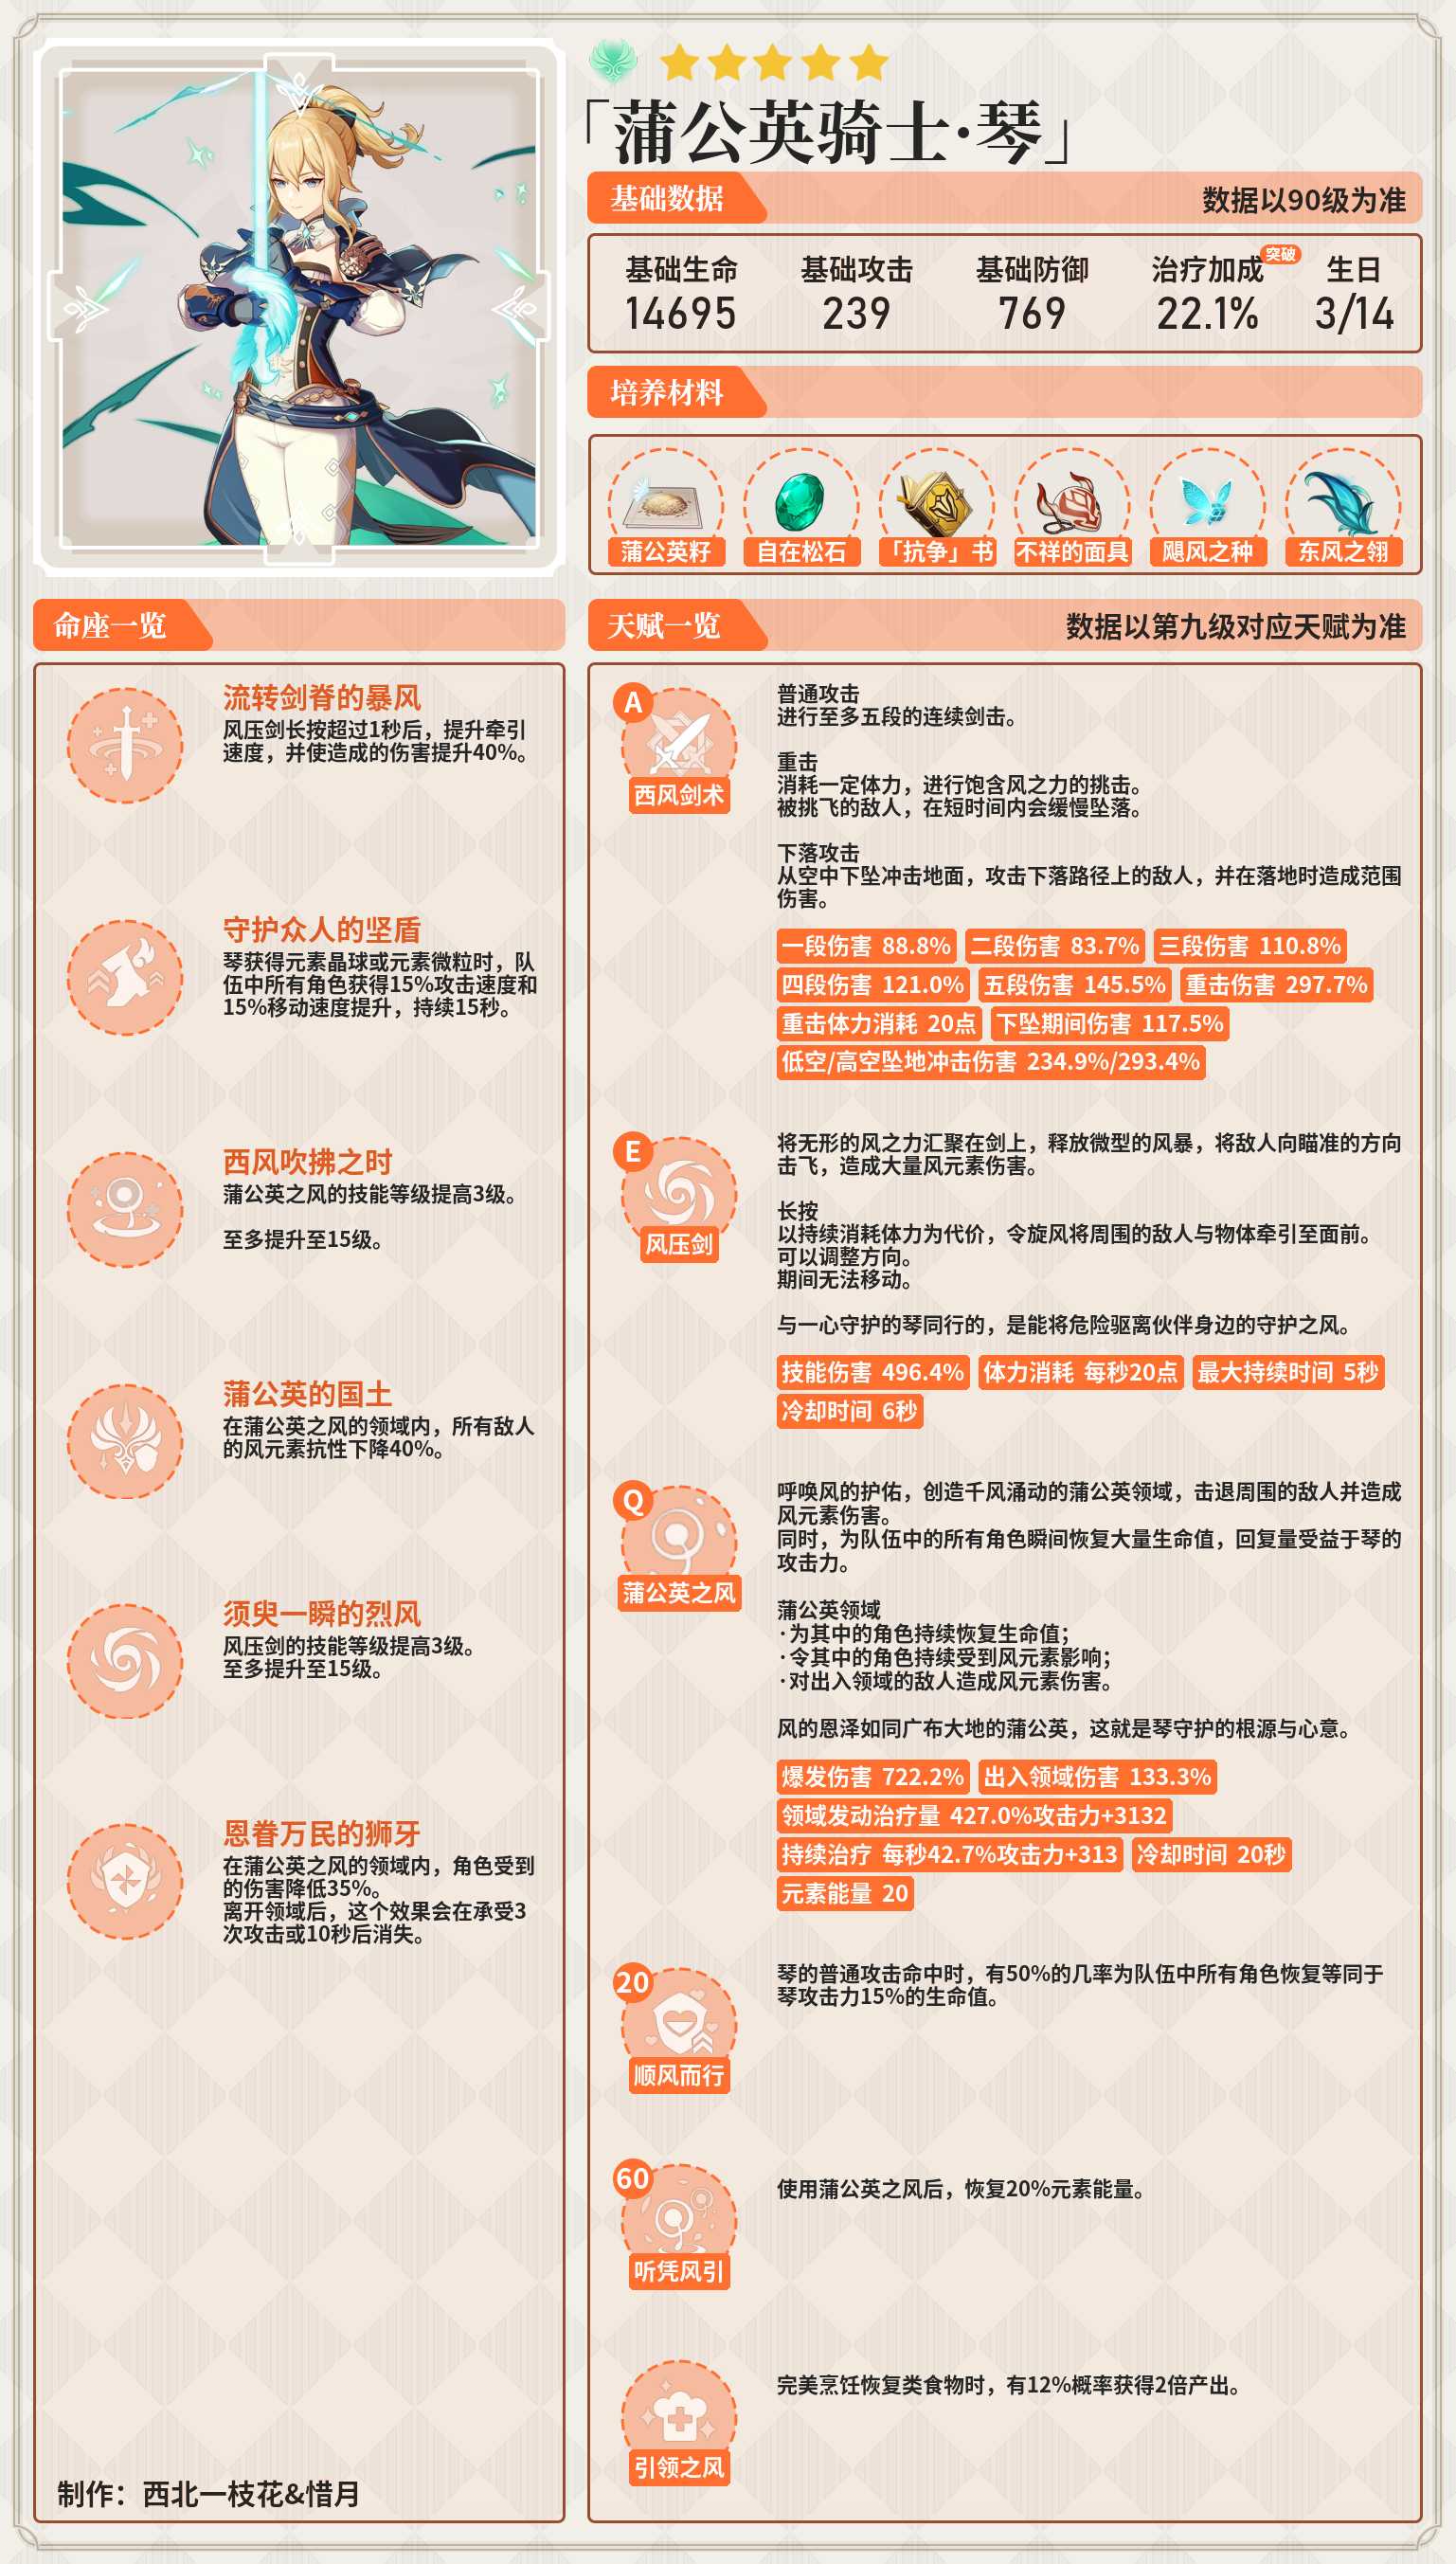 「蒲公英骑士·琴」
基础数据
数据以90级为准
基础生命 基础攻击 基础防御 治疗加成 突破 生日
14695 239 769 22.1% 3/14
培养材料
蒲公英籽 自在松石 「抗争」书 不祥的面具 飓风之种 东风之翎
命座一览
流转剑脊的暴风
风压剑长按超过1秒后，提升牵引
速度，并使造成的伤害提升40%。
守护众人的坚盾
琴获得元素晶球或元素微粒时，队
伍中所有角色获得15%攻击速度和
15%移动速度提升，持续15秒。
西风吹拂之时
蒲公英之风的技能等级提高3级。
至多提升至15级。
蒲公英的国土
在蒲公英之风的领域内，所有敌人
的风元素抗性下降40%。
须臾一瞬的烈风
风压剑的技能等级提高3级。
至多提升至15级。
恩眷万民的狮牙
在蒲公英之风的领域内，角色受到
的伤害降低35%。
离开领域后，这个效果会在承受3
次攻击或10秒后消失。
制作：西北一枝花&惜月
天赋一览
数据以第九级对应天赋为准
A
西风剑术
普通攻击
进行至多五段的连续剑击。
重击
消耗一定体力，进行饱含风之力的挑击。
被挑飞的敌人，在短时间内会缓慢坠落。
下落攻击
从空中下坠冲击地面，攻击下落路径上的敌人，并在落地时造成范围
伤害。
一段伤害 88.8% 二段伤害 83.7% 三段伤害 110.8%
四段伤害 121.0% 五段伤害 145.5% 重击伤害 297.7%
重击体力消耗 20点 下坠期间伤害 117.5%
低空/高空坠地冲击伤害 234.9%/293.4%
E
风压剑
将无形的风之力汇聚在剑上，释放微型的风暴，将敌人向瞄准的方向
击飞，造成大量风元素伤害。
长按
以持续消耗体力为代价，令旋风将周围的敌人与物体牵引至面前。
可以调整方向。
期间无法移动。
与一心守护的琴同行的，是能将危险驱离伙伴身边的守护之风。
技能伤害 496.4% 体力消耗 每秒20点 最大持续时间 5秒
冷却时间 6秒
Q
蒲公英之风
呼唤风的护佑，创造千风涌动的蒲公英领域，击退周围的敌人并造成
风元素伤害。
同时，为队伍中的所有角色瞬间恢复大量生命值，回复量受益于琴的
攻击力。
蒲公英领域
·为其中的角色持续恢复生命值；
·令其中的角色持续受到风元素影响；
·对出入领域的敌人造成风元素伤害。
风的恩泽如同广布大地的蒲公英，这就是琴守护的根源与心意。
爆发伤害 722.2% 出入领域伤害 133.3%
领域发动治疗量 427.0%攻击力+3132
持续治疗 每秒42.7%攻击力+313 冷却时间 20秒
元素能量 20
20
顺风而行
琴的普通攻击命中时，有50%的几率为队伍中所有角色恢复等同于
琴攻击力15%的生命值。
60
听凭风引
使用蒲公英之风后，恢复20%元素能量。
引领之风
完美烹饪恢复类食物时，有12%概率获得2倍产出。